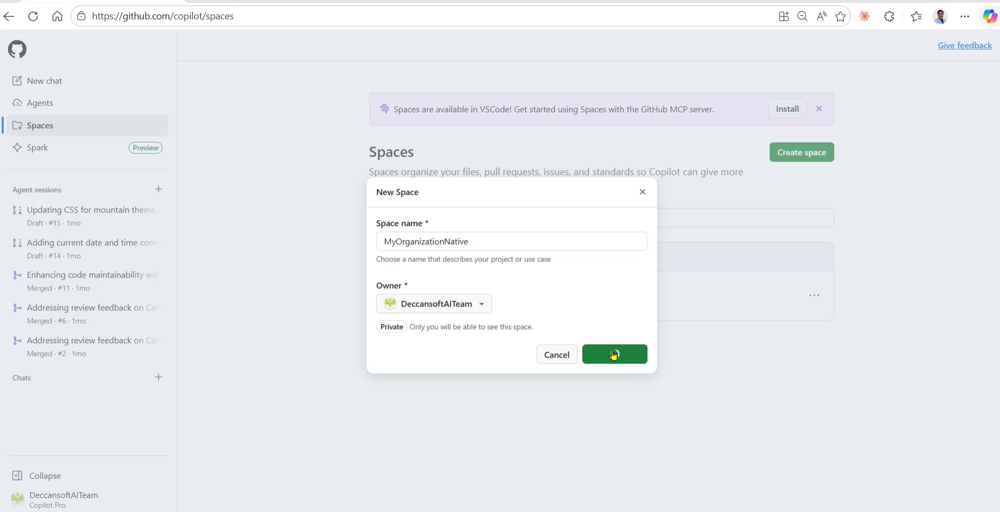 https://github.com/copilot/spaces
Give feedback
New chat
Agents
Spaces
Spark
Preview
Agent sessions
Updating CSS for mountain theme
Draft · #15 · 1mo
Adding current date and time com
Draft · #14 · 1mo
Enhancing code maintainability wit
Merged · #11 · 1mo
Addressing review feedback on Cal
Merged · #6 · 1mo
Addressing review feedback on Cal
Merged · #2 · 1mo
Chats
Collapse
DeccansoftAITeam
Copilot Pro
Spaces are available in VSCode! Get started using Spaces with the GitHub MCP server.
Install
Spaces
Create space
Spaces organize your files, pull requests, issues, and standards so Copilot can give more
New Space
Space name *
MyOrganizationNative
Choose a name that describes your project or use case
Owner *
DeccansoftAITeam
Private Only you will be able to see this space.
Cancel